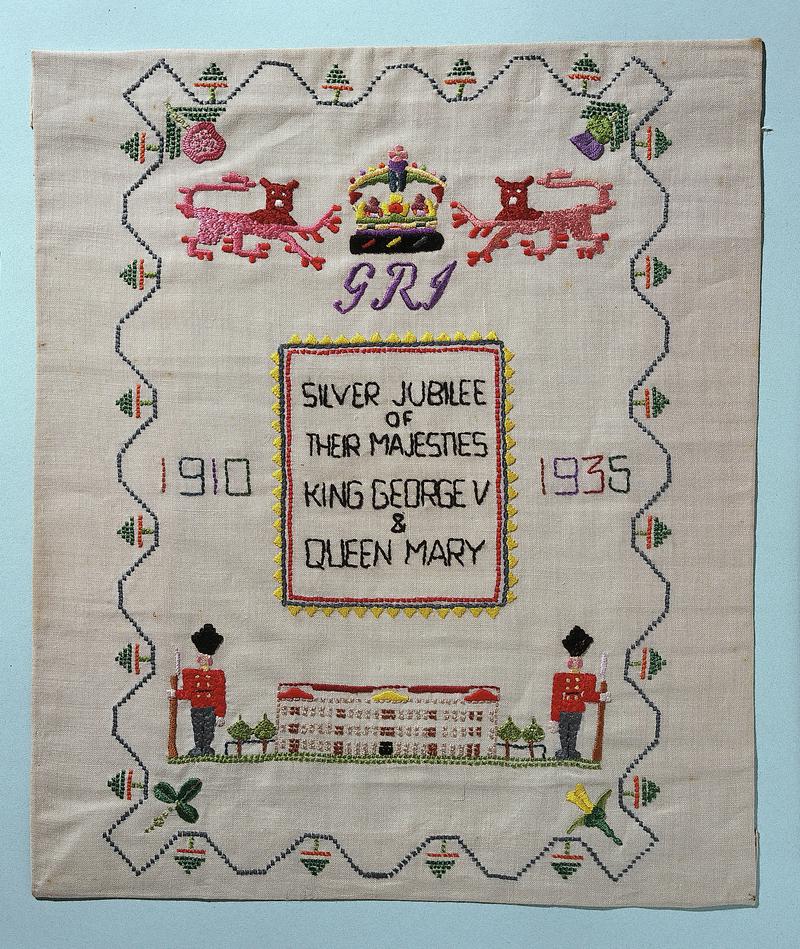 GRI
SILVER JUBILEE
OF
THEIR MAJESTIES
1910 KING GEORGE V 1935
&
QUEEN MARY